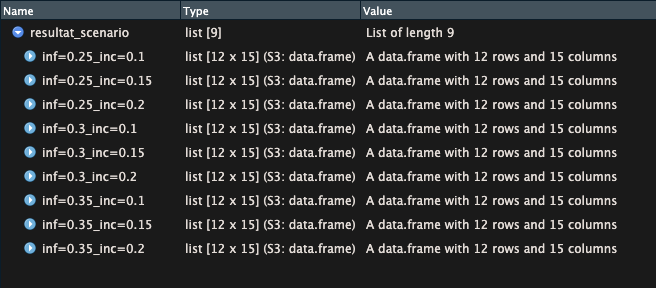 Name Type Value
resultat_scenario list [9] List of length 9
inf=0.25_inc=0.1 list [12 x 15] (S3: data.frame) A data.frame with 12 rows and 15 columns
inf=0.25_inc=0.15 list [12 x 15] (S3: data.frame) A data.frame with 12 rows and 15 columns
inf=0.25_inc=0.2 list [12 x 15] (S3: data.frame) A data.frame with 12 rows and 15 columns
inf=0.3_inc=0.1 list [12 x 15] (S3: data.frame) A data.frame with 12 rows and 15 columns
inf=0.3_inc=0.15 list [12 x 15] (S3: data.frame) A data.frame with 12 rows and 15 columns
inf=0.3_inc=0.2 list [12 x 15] (S3: data.frame) A data.frame with 12 rows and 15 columns
inf=0.35_inc=0.1 list [12 x 15] (S3: data.frame) A data.frame with 12 rows and 15 columns
inf=0.35_inc=0.15 list [12 x 15] (S3: data.frame) A data.frame with 12 rows and 15 columns
inf=0.35_inc=0.2 list [12 x 15] (S3: data.frame) A data.frame with 12 rows and 15 columns